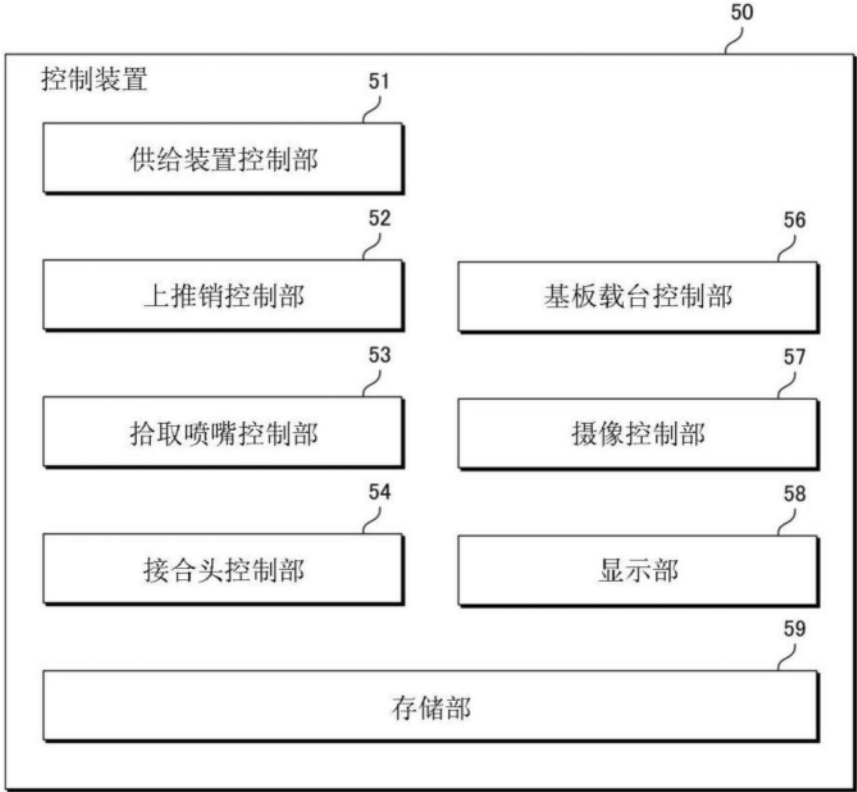 50
控制装置
51
供给装置控制部
52
上推销控制部
56
基板载台控制部
53
拾取喷嘴控制部
57
摄像控制部
54
接合头控制部
58
显示部
59
存储部